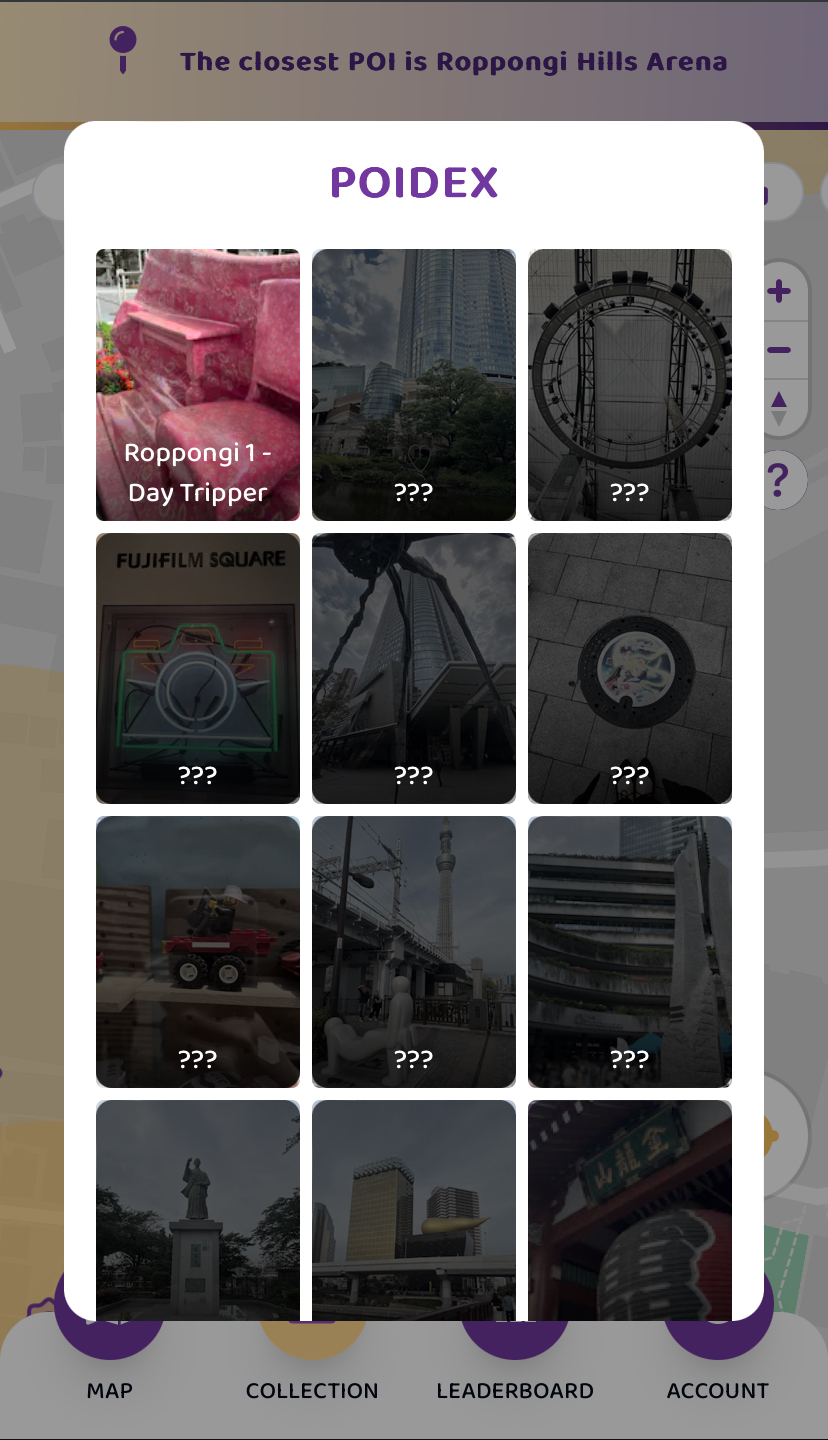 The closest POI is Roppongi Hills Arena
POIDEX
Roppongi 1 -
Day Tripper
???
???
FUJIFILM SQUARE
???
???
???
???
???
???
金龍山
?
MAP
COLLECTION
LEADERBOARD
ACCOUNT